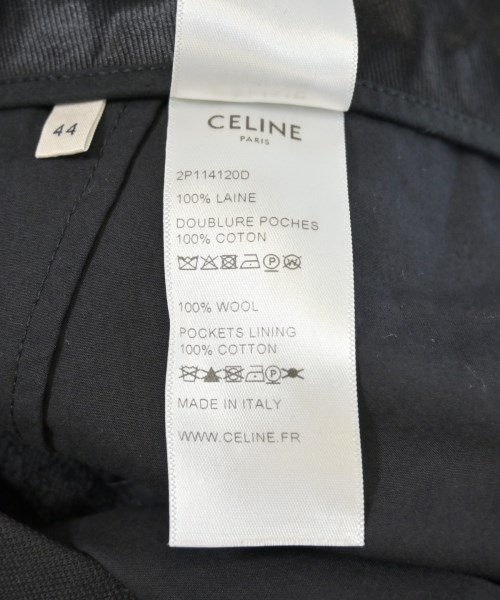 44
CELINE
PARIS
2P114120D
100% LAINE
DOUBLURE POCHES
100% COTON
100% WOOL
POCKETS LINING
100% COTTON
MADE IN ITALY
WWW.CELINE.FR